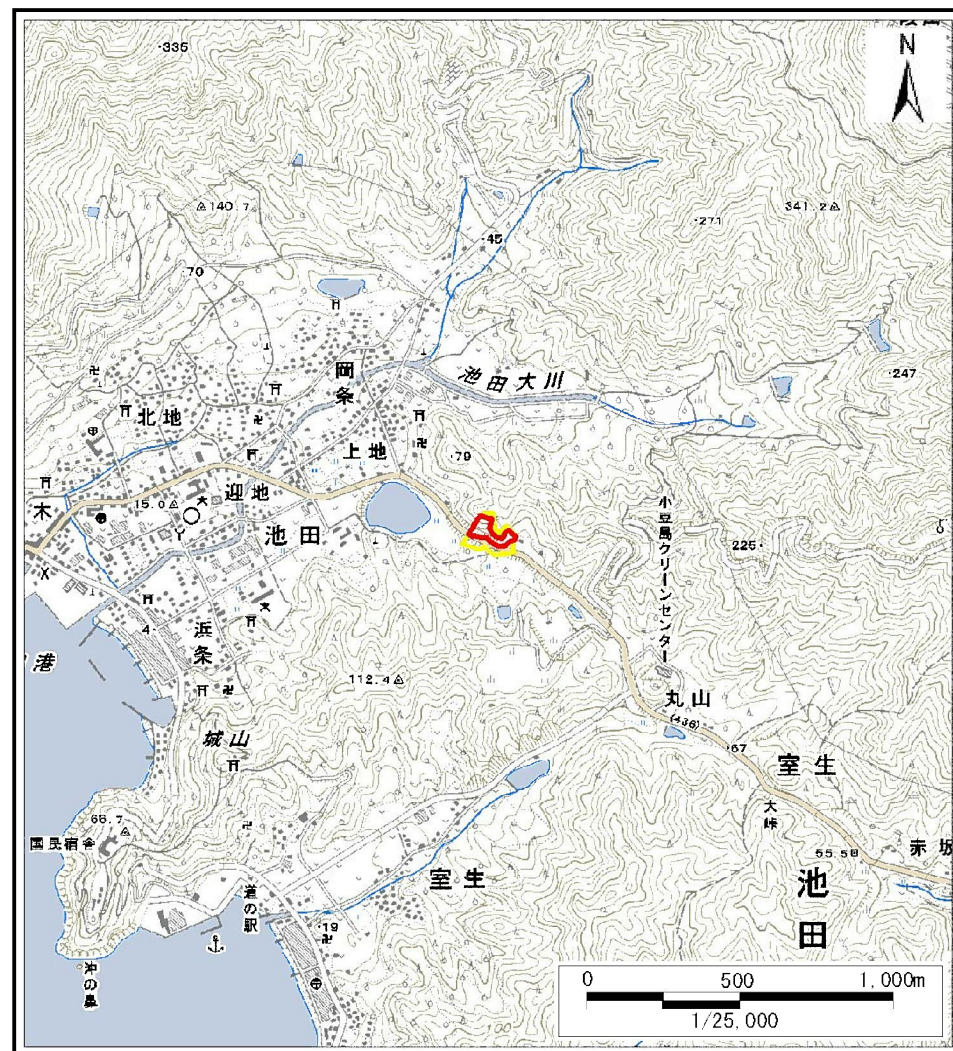 N
・335
△140.7
・271
341.2△
・45
・70
・247
岡条
池田大川
北地
上地
・79
15.0△
迎地
木
池田
小豆島クリーンセンター
225・
4・
浜条
港
112.4△
丸山
(436)
城山
・67
室生
大峠
66.7
国民宿舎
55.5
赤坂
室生
池田
道の駅
・19
沖の鼻
100
0 500 1,000m
1/25,000